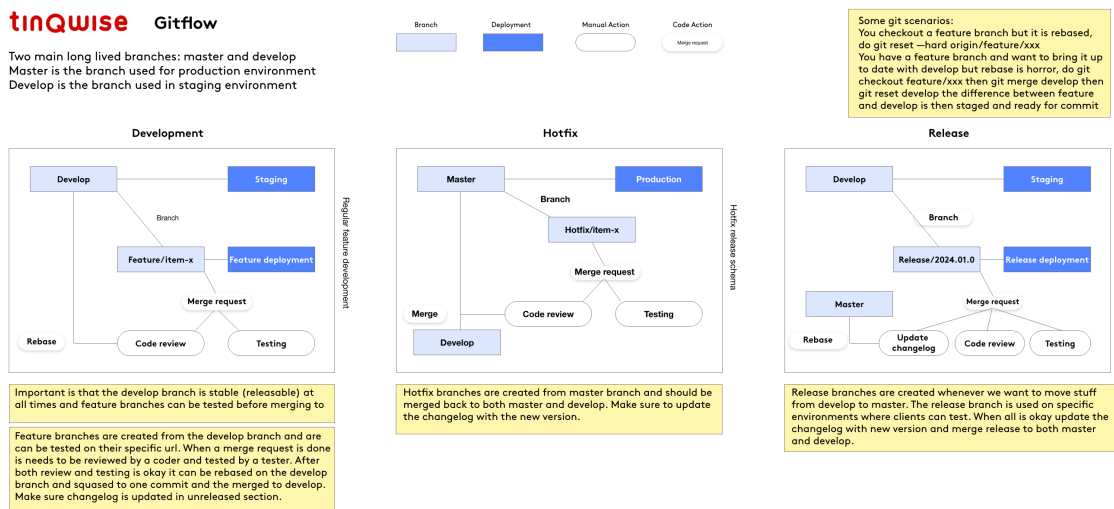 tinqwise Gitflow
Two main long lived branches: master and develop
Master is the branch used for production environment
Develop is the branch used in staging environment
Branch
Deployment
Manual Action
Code Action
Merge request
Some git scenarios:
You checkout a feature branch but it is rebased,
do git reset —hard origin/feature/xxx
You have a feature branch and want to bring it up
to date with develop but rebase is horror, do git
checkout feature/xxx then git merge develop then
git reset develop the difference between feature
and develop is then staged and ready for commit
Development
Develop
Staging
Branch
Feature/item-x
Feature deployment
Merge request
Rebase
Code review
Testing
Regular feature development
Important is that the develop branch is stable (releasable) at
all times and feature branches can be tested before merging to
Feature branches are created from the develop branch and are
can be tested on their specific url. When a merge request is done
is needs to be reviewed by a coder and tested by a tester. After
both review and testing is okay it can be rebased on the develop
branch and squased to one commit and the merged to develop.
Make sure changelog is updated in unreleased section.
Hotfix
Master
Production
Branch
Hotfix/item-x
Merge request
Merge
Code review
Testing
Develop
Hotfix release schema
Hotfix branches are created from master branch and should be
merged back to both master and develop. Make sure to update
the changelog with the new version.
Release
Develop
Staging
Branch
Release/2024.01.0
Release deployment
Master
Merge request
Rebase
Update
changelog
Code review
Testing
Release branches are created whenever we want to move stuff
from develop to master. The release branch is used on specific
environments where clients can test. When all is okay update the
changelog with new version and merge release to both master
and develop.